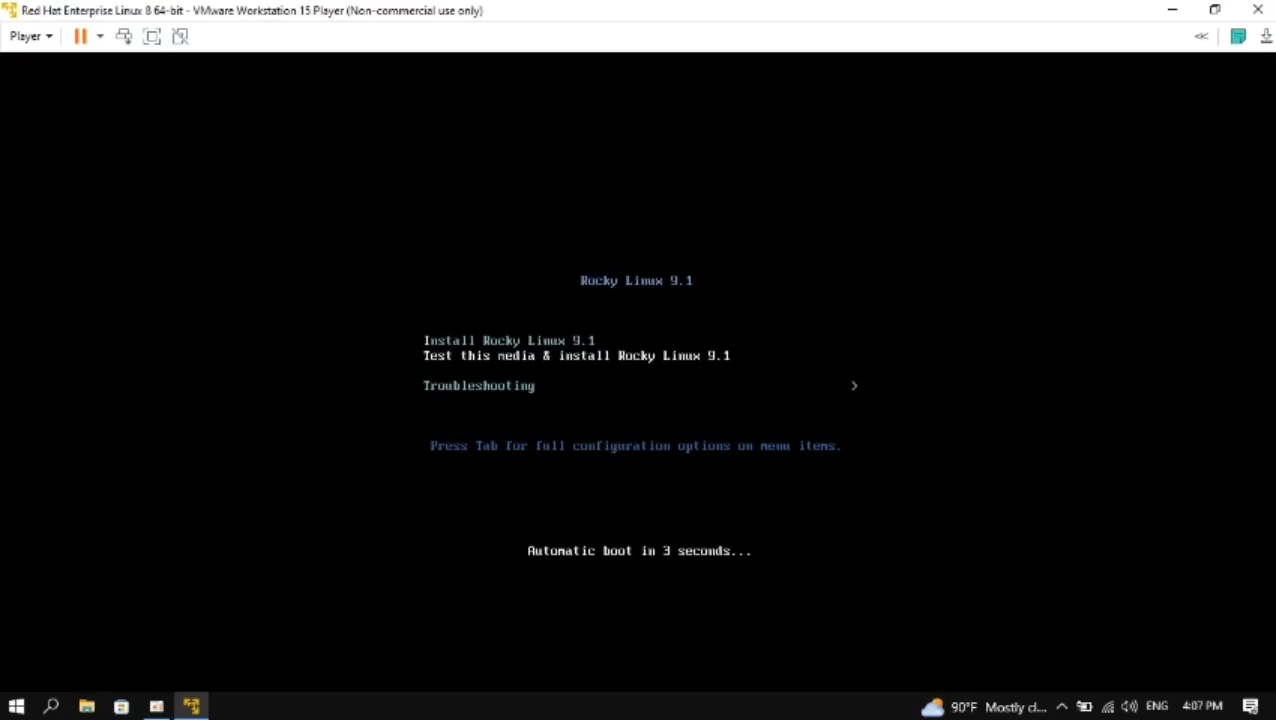 Red Hat Enterprise Linux 8 64-bit - VMware Workstation 15 Player (Non-commercial use only)
Player
Rocky Linux 9.1
Install Rocky Linux 9.1
Test this media & install Rocky Linux 9.1
Troubleshooting >
Press Tab for full configuration options on menu items.
Automatic boot in 3 seconds...
90°F Mostly cl... ENG 4:07 PM